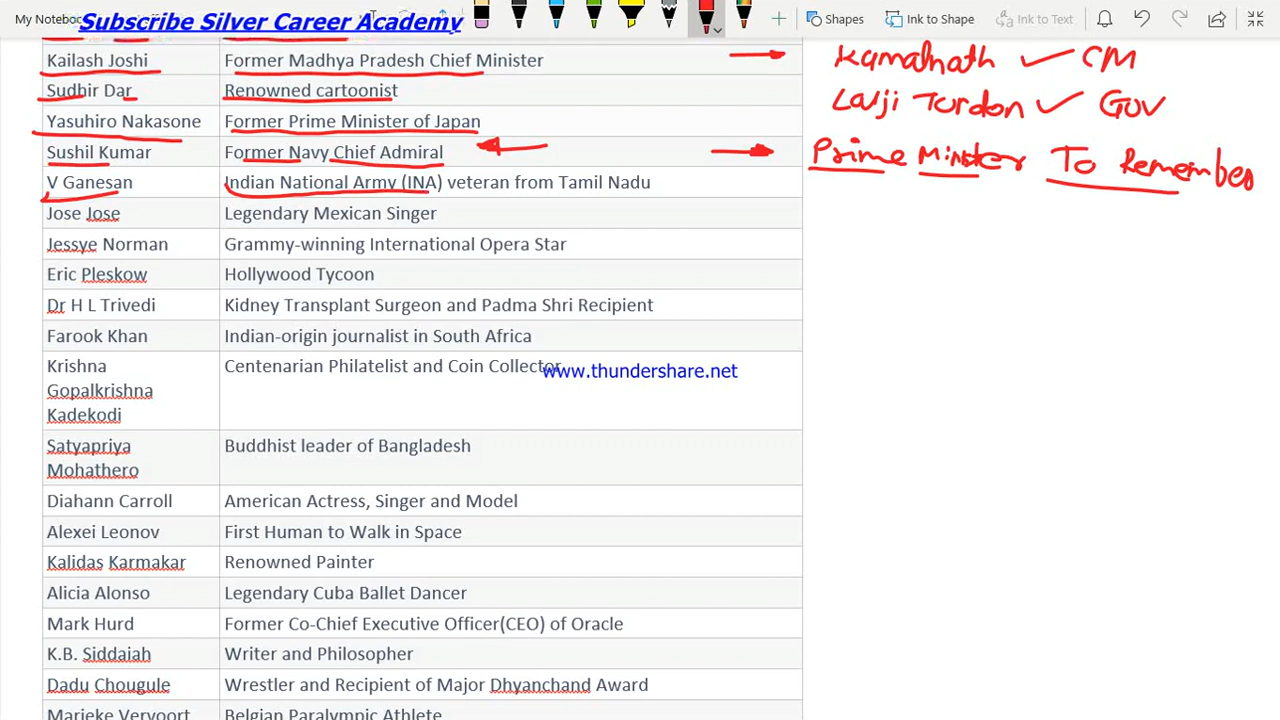 My Notebook
Subscribe Silver Career Academy
Shapes
Ink to Shape
Ink to Text
Kailash Joshi Former Madhya Pradesh Chief Minister
Kamalnath CM
Sudhir Dar Renowned cartoonist
Lalji Tordon GOV
Yasuhiro Nakasone Former Prime Minister of Japan
Sushil Kumar Former Navy Chief Admiral
Prime Minister To Remember
V Ganesan Indian National Army (INA) veteran from Tamil Nadu
Jose Jose Legendary Mexican Singer
Jessye Norman Grammy-winning International Opera Star
Eric Pleskow Hollywood Tycoon
Dr H L Trivedi Kidney Transplant Surgeon and Padma Shri Recipient
Farook Khan Indian-origin journalist in South Africa
Krishna Centenarian Philatelist and Coin Collector
www.thundershare.net
Gopalkrishna
Kadekodi
Satyapriya Buddhist leader of Bangladesh
Mohathero
Diahann Carroll American Actress, Singer and Model
Alexei Leonov First Human to Walk in Space
Kalidas Karmakar Renowned Painter
Alicia Alonso Legendary Cuba Ballet Dancer
Mark Hurd Former Co-Chief Executive Officer(CEO) of Oracle
K.B. Siddaiah Writer and Philosopher
Dadu Chougule Wrestler and Recipient of Major Dhyanchand Award
Marieke Vervoort Belgian Paralympic Athlete